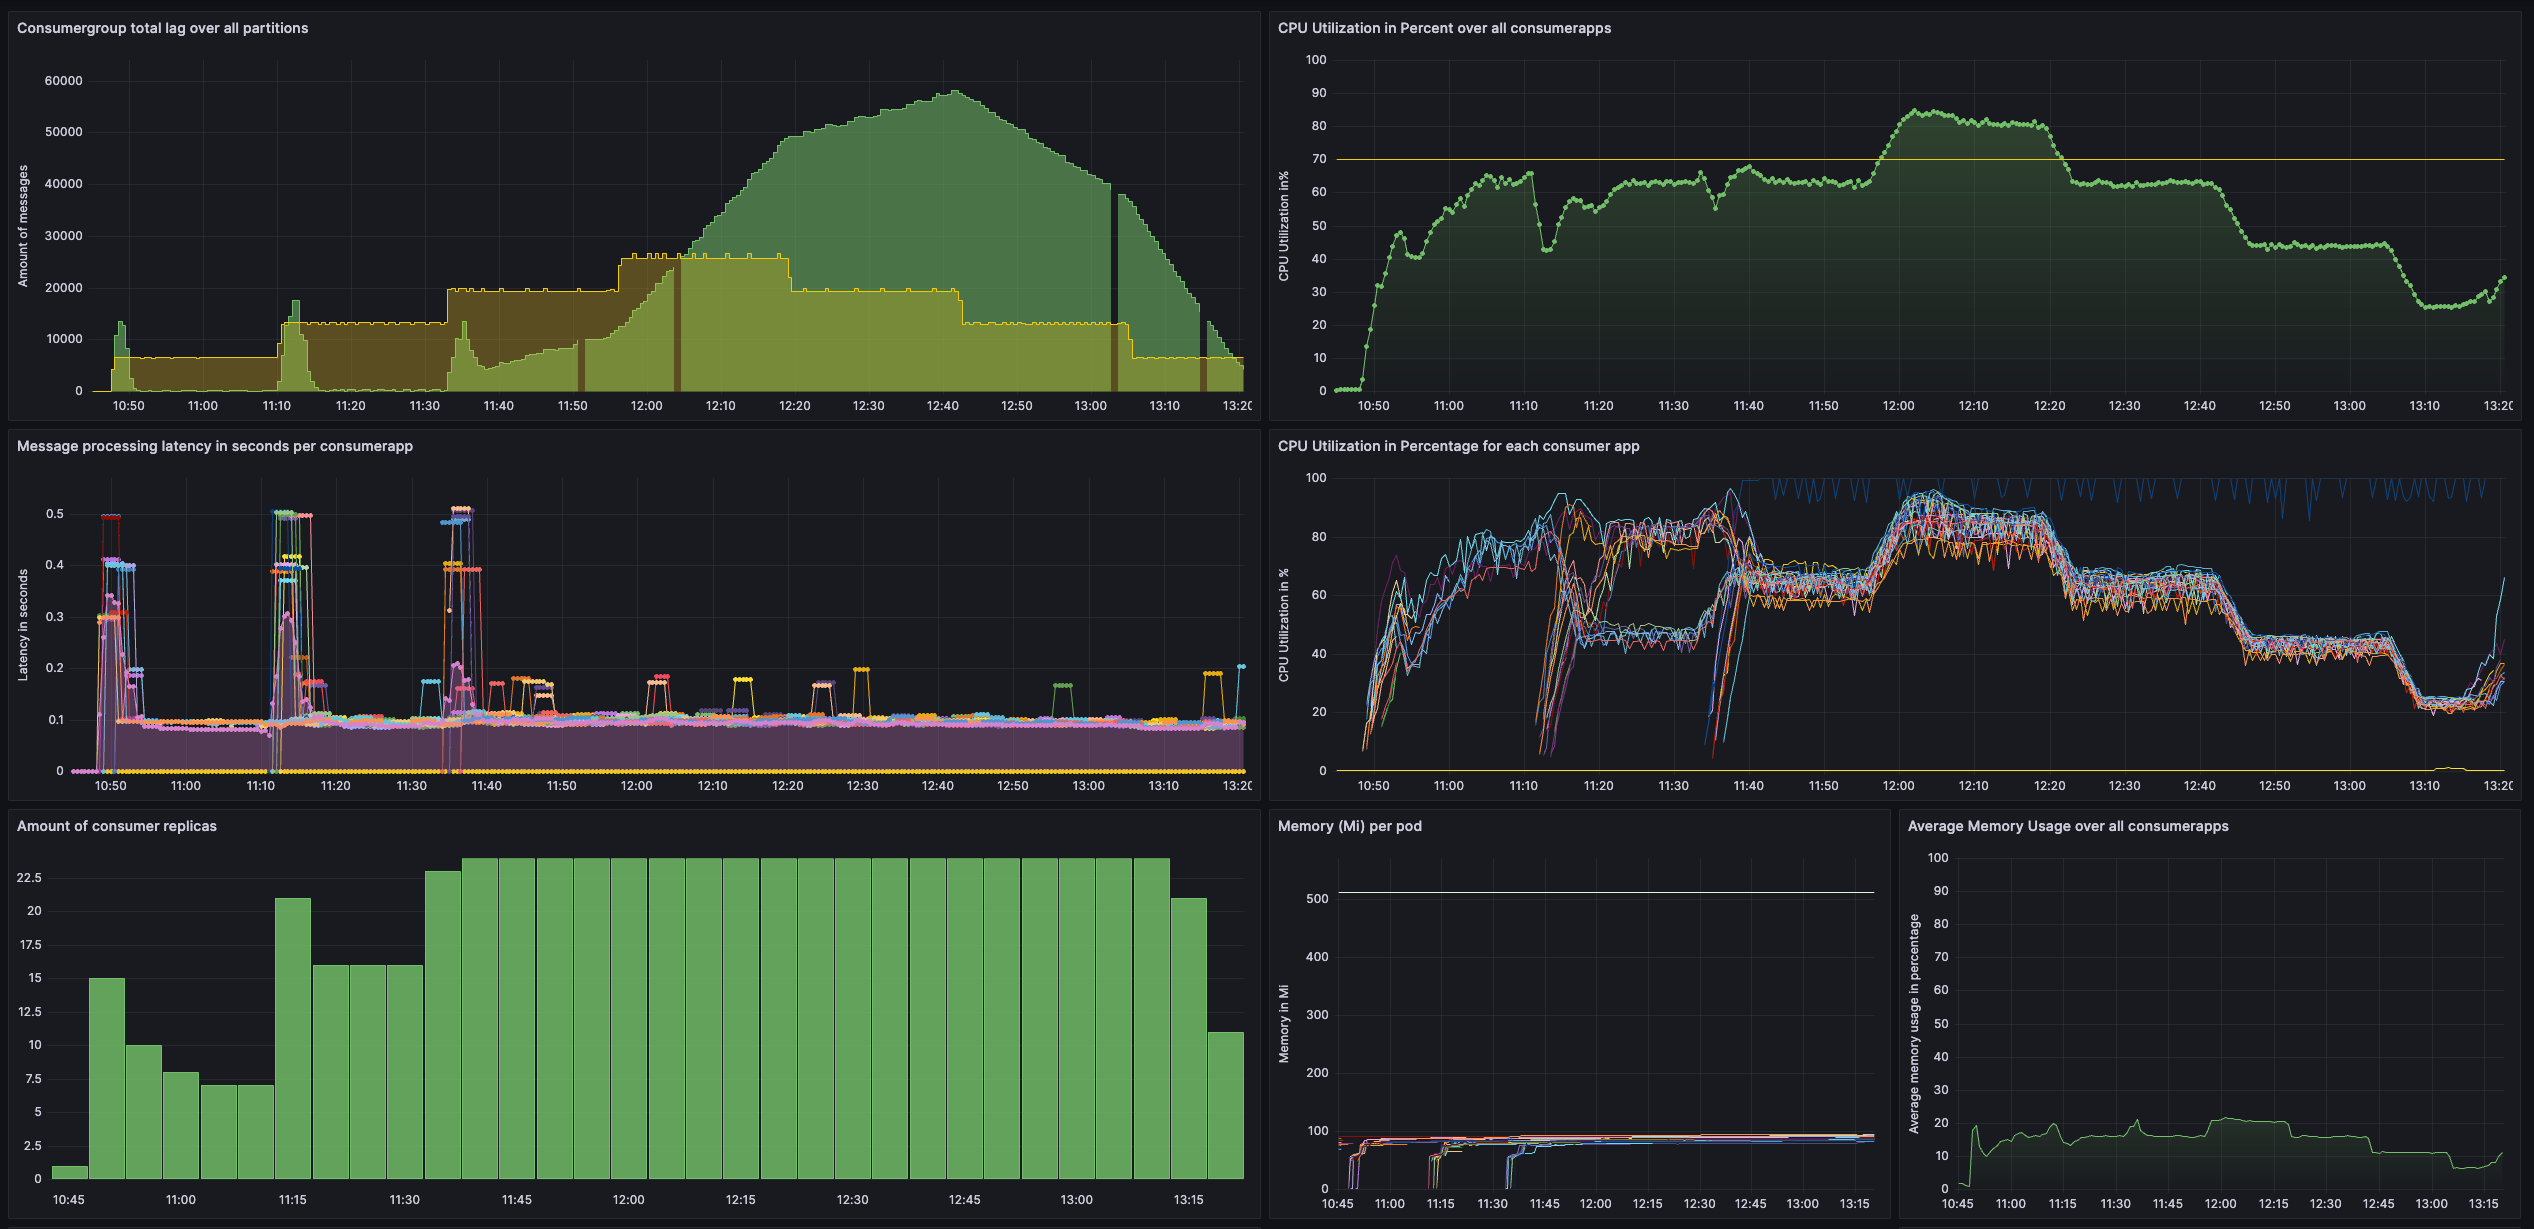 Consumergroup total lag over all partitions
Amount of messages
60000
50000
40000
30000
20000
10000
0
10:50 11:00 11:10 11:20 11:30 11:40 11:50 12:00 12:10 12:20 12:30 12:40 12:50 13:00 13:10 13:20
CPU Utilization in Percent over all consumerapps
CPU Utilization in%
100
90
80
70
60
50
40
30
20
10
0
10:50 11:00 11:10 11:20 11:30 11:40 11:50 12:00 12:10 12:20 12:30 12:40 12:50 13:00 13:10 13:20
Message processing latency in seconds per consumerapp
Latency in seconds
0.5
0.4
0.3
0.2
0.1
0
10:50 11:00 11:10 11:20 11:30 11:40 11:50 12:00 12:10 12:20 12:30 12:40 12:50 13:00 13:10 13:20
CPU Utilization in Percentage for each consumer app
CPU Utilization in %
100
80
60
40
20
0
10:50 11:00 11:10 11:20 11:30 11:40 11:50 12:00 12:10 12:20 12:30 12:40 12:50 13:00 13:10 13:20
Amount of consumer replicas
22.5
20
17.5
15
12.5
10
7.5
5
2.5
0
10:45 11:00 11:15 11:30 11:45 12:00 12:15 12:30 12:45 13:00 13:15
Memory (Mi) per pod
Memory in Mi
500
400
300
200
100
0
10:45 11:00 11:15 11:30 11:45 12:00 12:15 12:30 12:45 13:00 13:15
Average Memory Usage over all consumerapps
Average memory usage in percentage
100
90
80
70
60
50
40
30
20
10
0
10:45 11:00 11:15 11:30 11:45 12:00 12:15 12:30 12:45 13:00 13:15